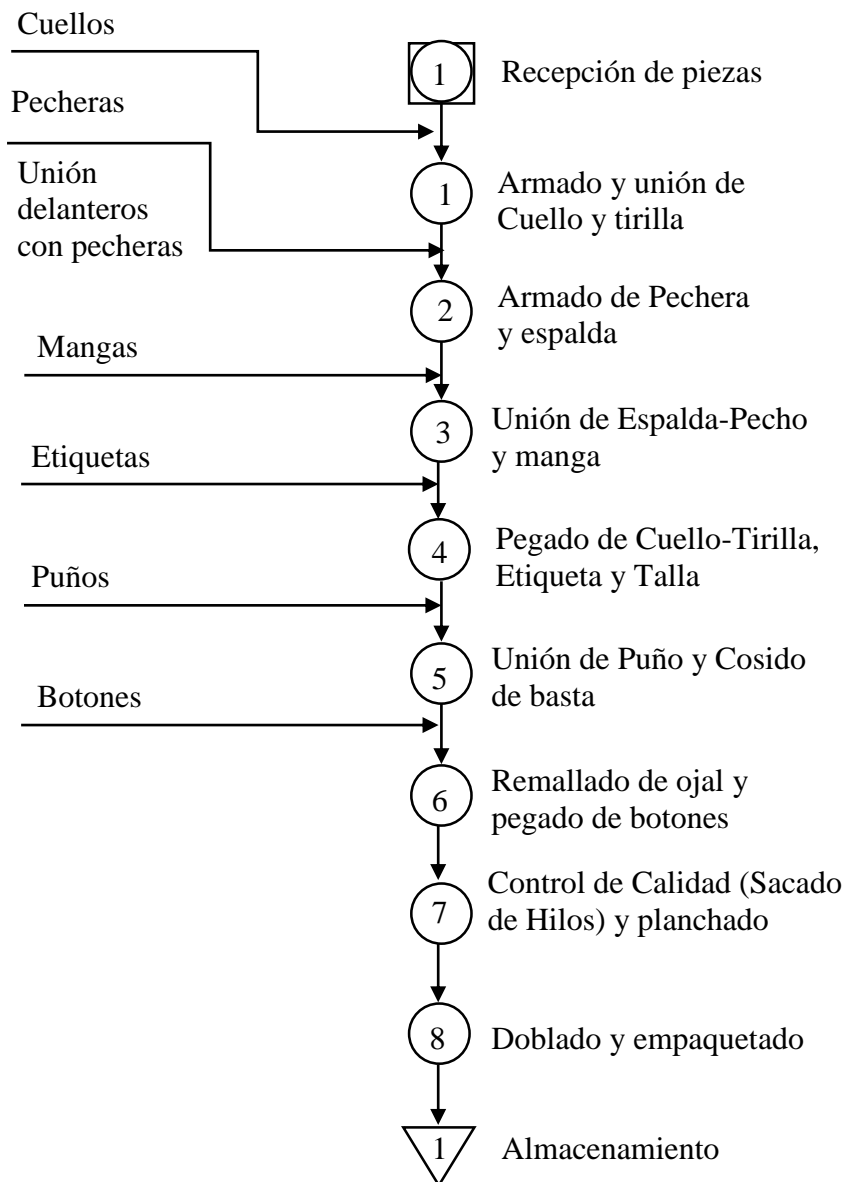 Cuellos
1
Recepción de piezas
Pecheras
Unión
delanteros
con pecheras
1
Armado y unión de
Cuello y tirilla
2
Armado de Pechera
y espalda
Mangas
3
Unión de Espalda-Pecho
y manga
Etiquetas
4
Pegado de Cuello-Tirilla,
Etiqueta y Talla
Puños
5
Unión de Puño y Cosido
de basta
Botones
6
Remallado de ojal y
pegado de botones
7
Control de Calidad (Sacado
de Hilos) y planchado
8
Doblado y empaquetado
1
Almacenamiento